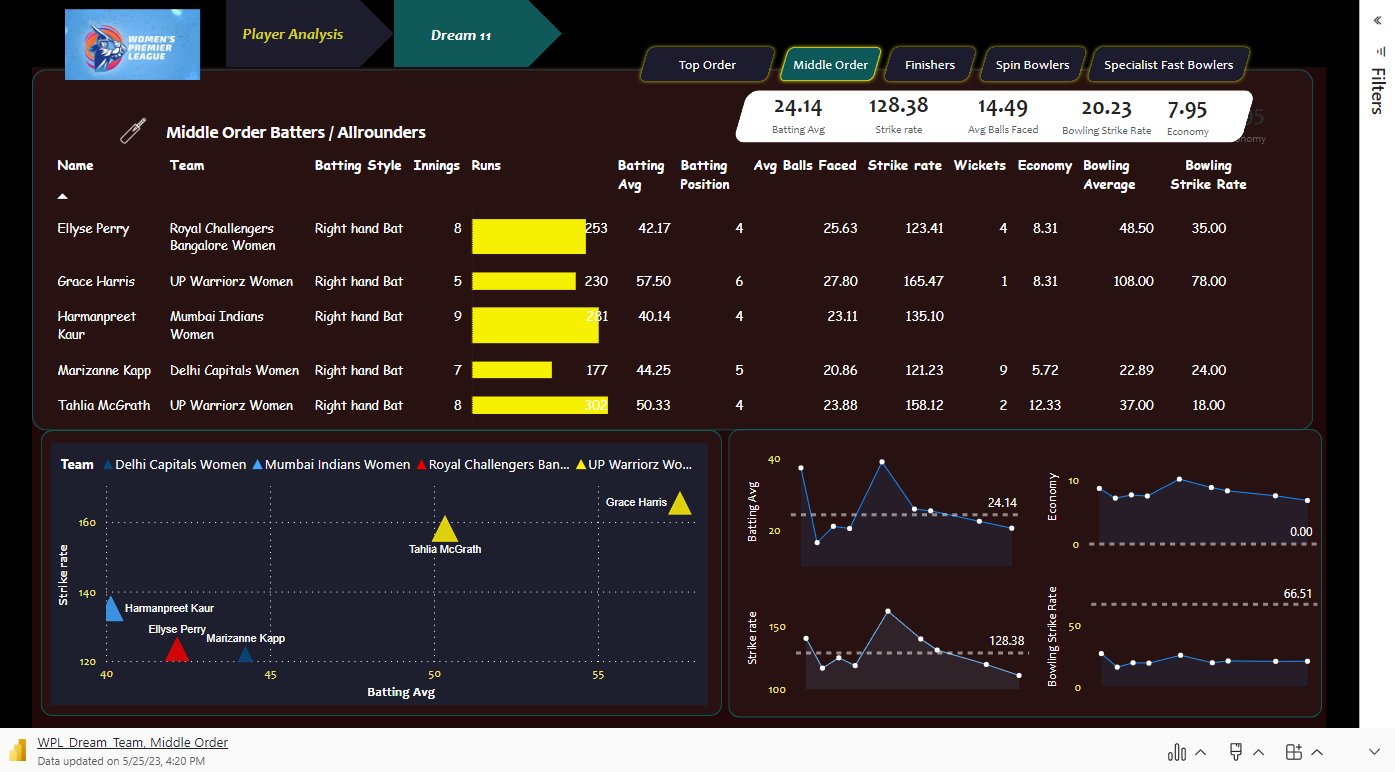 WOMEN'S
PREMIER
LEAGUE
Player Analysis
Dream 11
Top Order
Middle Order
Finishers
Spin Bowlers
Specialist Fast Bowlers
24.14
Batting Avg
128.38
Strike rate
14.49
Avg Balls Faced
20.23
Bowling Strike Rate
7.95
Economy
Middle Order Batters / Allrounders
Name Team Batting Style Innings Runs Batting Avg Batting Position Avg Balls Faced Strike rate Wickets Economy Bowling Average Bowling Strike Rate
Ellyse Perry Royal Challengers Bangalore Women Right hand Bat 8 253 42.17 4 25.63 123.41 4 8.31 48.50 35.00
Grace Harris UP Warriorz Women Right hand Bat 5 230 57.50 6 27.80 165.47 1 8.31 108.00 78.00
Harmanpreet Kaur Mumbai Indians Women Right hand Bat 9 281 40.14 4 23.11 135.10
Marizanne Kapp Delhi Capitals Women Right hand Bat 7 177 44.25 5 20.86 121.23 9 5.72 22.89 24.00
Tahlia McGrath UP Warriorz Women Right hand Bat 8 302 50.33 4 23.88 158.12 2 12.33 37.00 18.00
Team Delhi Capitals Women Mumbai Indians Women Royal Challengers Ban... UP Warriorz Wo...
Strike rate
160
140
120
Grace Harris
Tahlia McGrath
Harmanpreet Kaur
Ellyse Perry
Marizanne Kapp
40 45 50 55
Batting Avg
Batting Avg
40
20
24.14
Economy
10
0
0.00
Strike rate
150
100
128.38
Bowling Strike Rate
50
0
66.51
Filters
WPL_Dream_Team, Middle Order
Data updated on 5/25/23, 4:20 PM